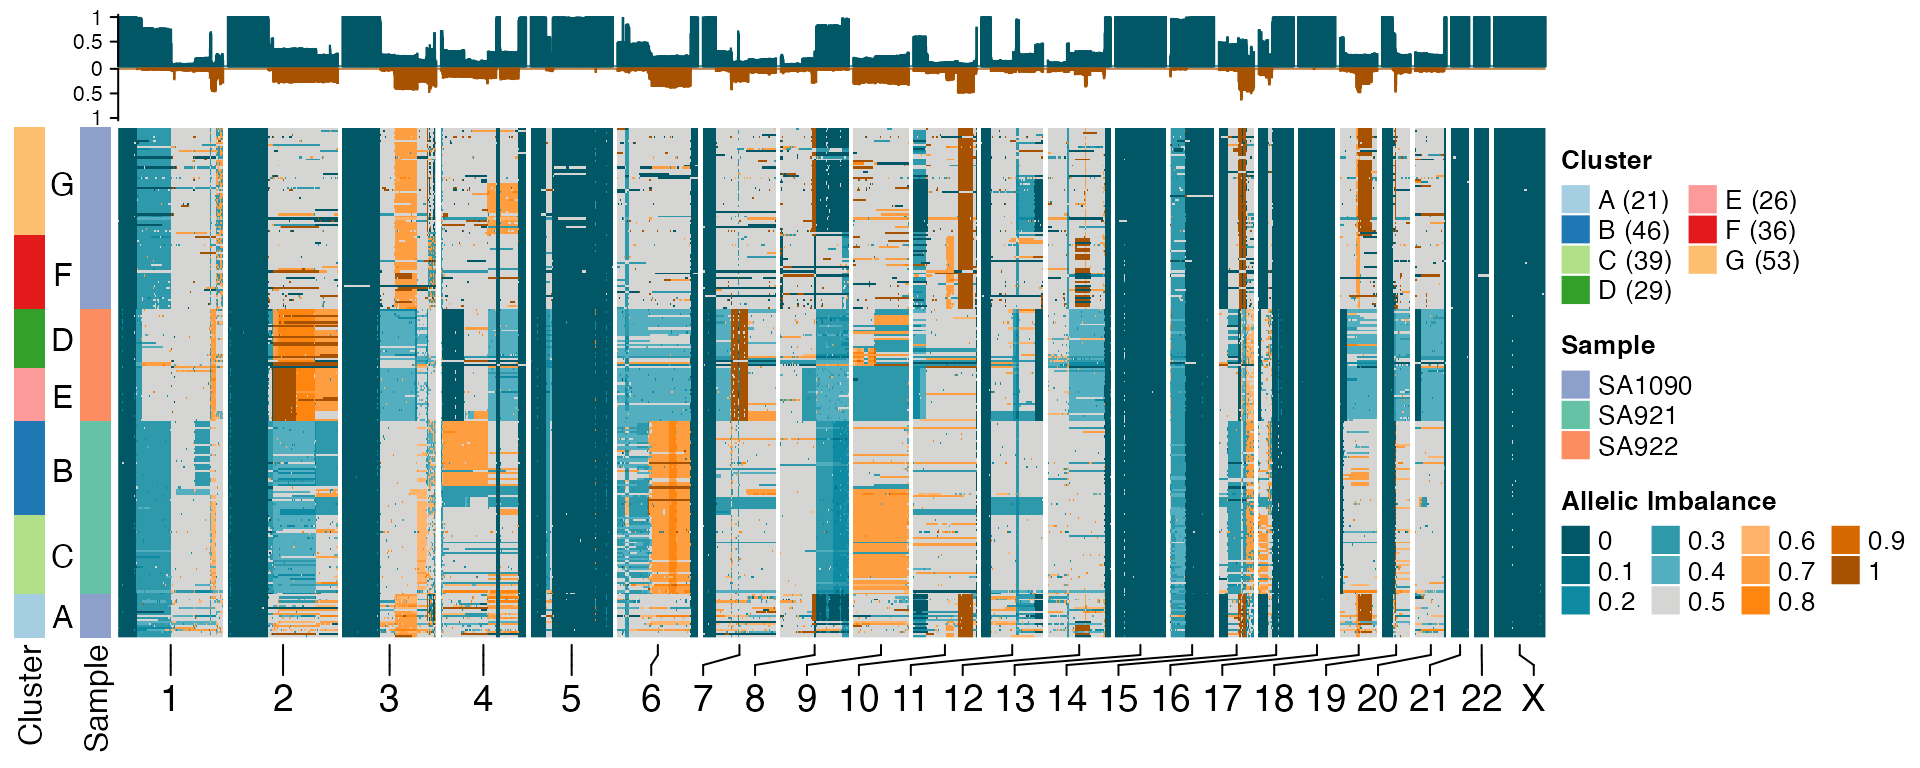 1
0.5
0
0.5
1
G
F
D
E
B
C
A
Cluster
Sample
1 2 3 4 5 6 7 8 9 10 11 12 13 14 15 16 17 18 19 20 21 22 X
Cluster
A (21) E (26)
B (46) F (36)
C (39) G (53)
D (29)
Sample
SA1090
SA921
SA922
Allelic Imbalance
0 0.3 0.6 0.9
0.1 0.4 0.7 1
0.2 0.5 0.8